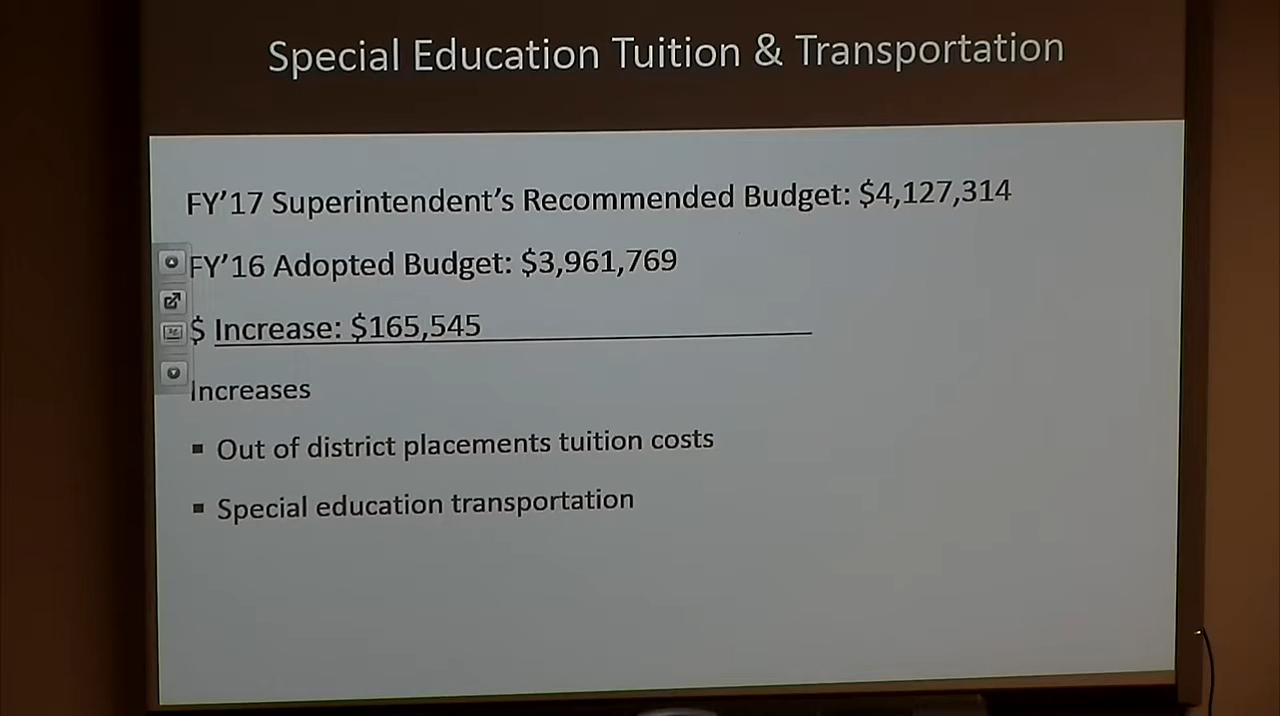 Special Education Tuition & Transportation
FY’17 Superintendent’s Recommended Budget: $4,127,314
FY’16 Adopted Budget: $3,961,769
$ Increase: $165,545
Increases
▪ Out of district placements tuition costs
▪ Special education transportation